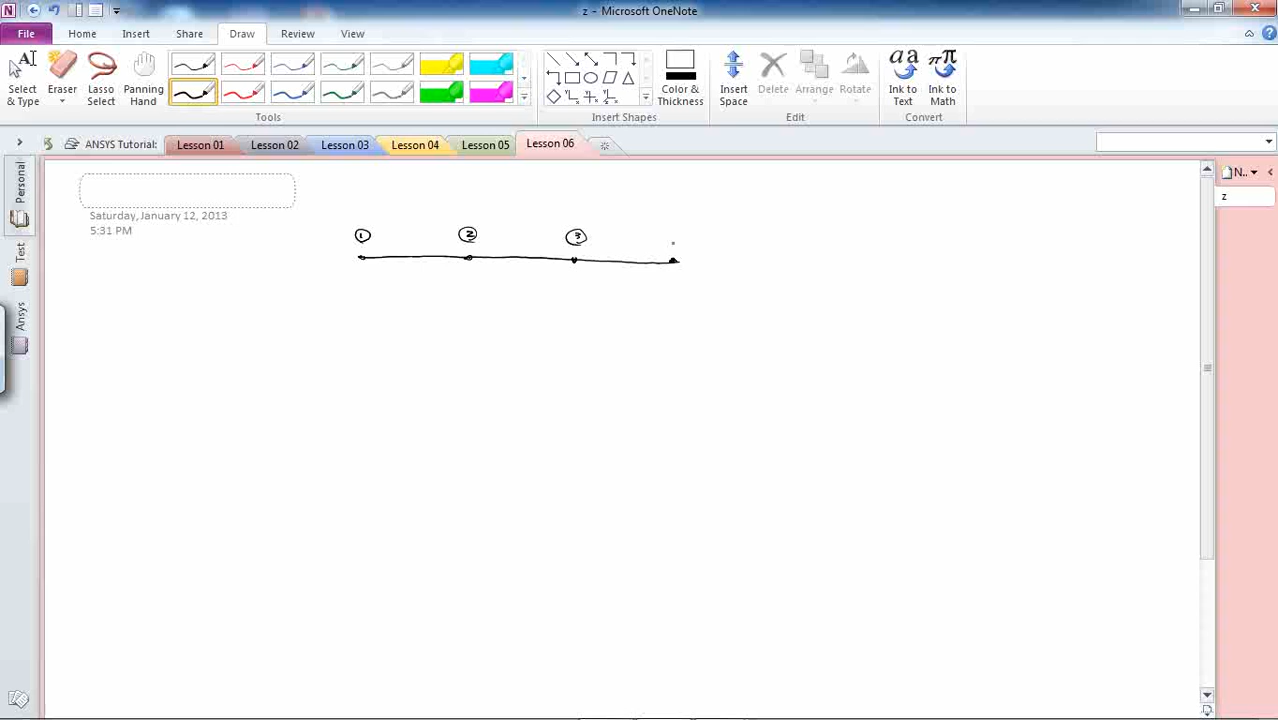 z - Microsoft OneNote
File Home Insert Share Draw Review View
Select & Type
Eraser
Lasso Select
Panning Hand
Color & Thickness
Insert Space
Delete
Arrange
Rotate
Ink to Text
Ink to Math
Tools
Insert Shapes
Edit
Convert
ANSYS Tutorial:
Lesson 01
Lesson 02
Lesson 03
Lesson 04
Lesson 05
Lesson 06
N..
z
Personal
Test
Ansys
Saturday, January 12, 2013
5:31 PM
1 2 3